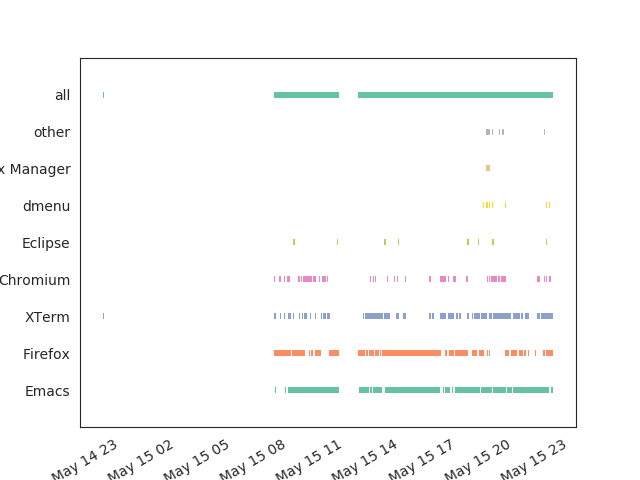 all
other
x Manager
dmenu
Eclipse
Chromium
XTerm
Firefox
Emacs
May 14 23
May 15 02
May 15 05
May 15 08
May 15 11
May 15 14
May 15 17
May 15 20
May 15 23